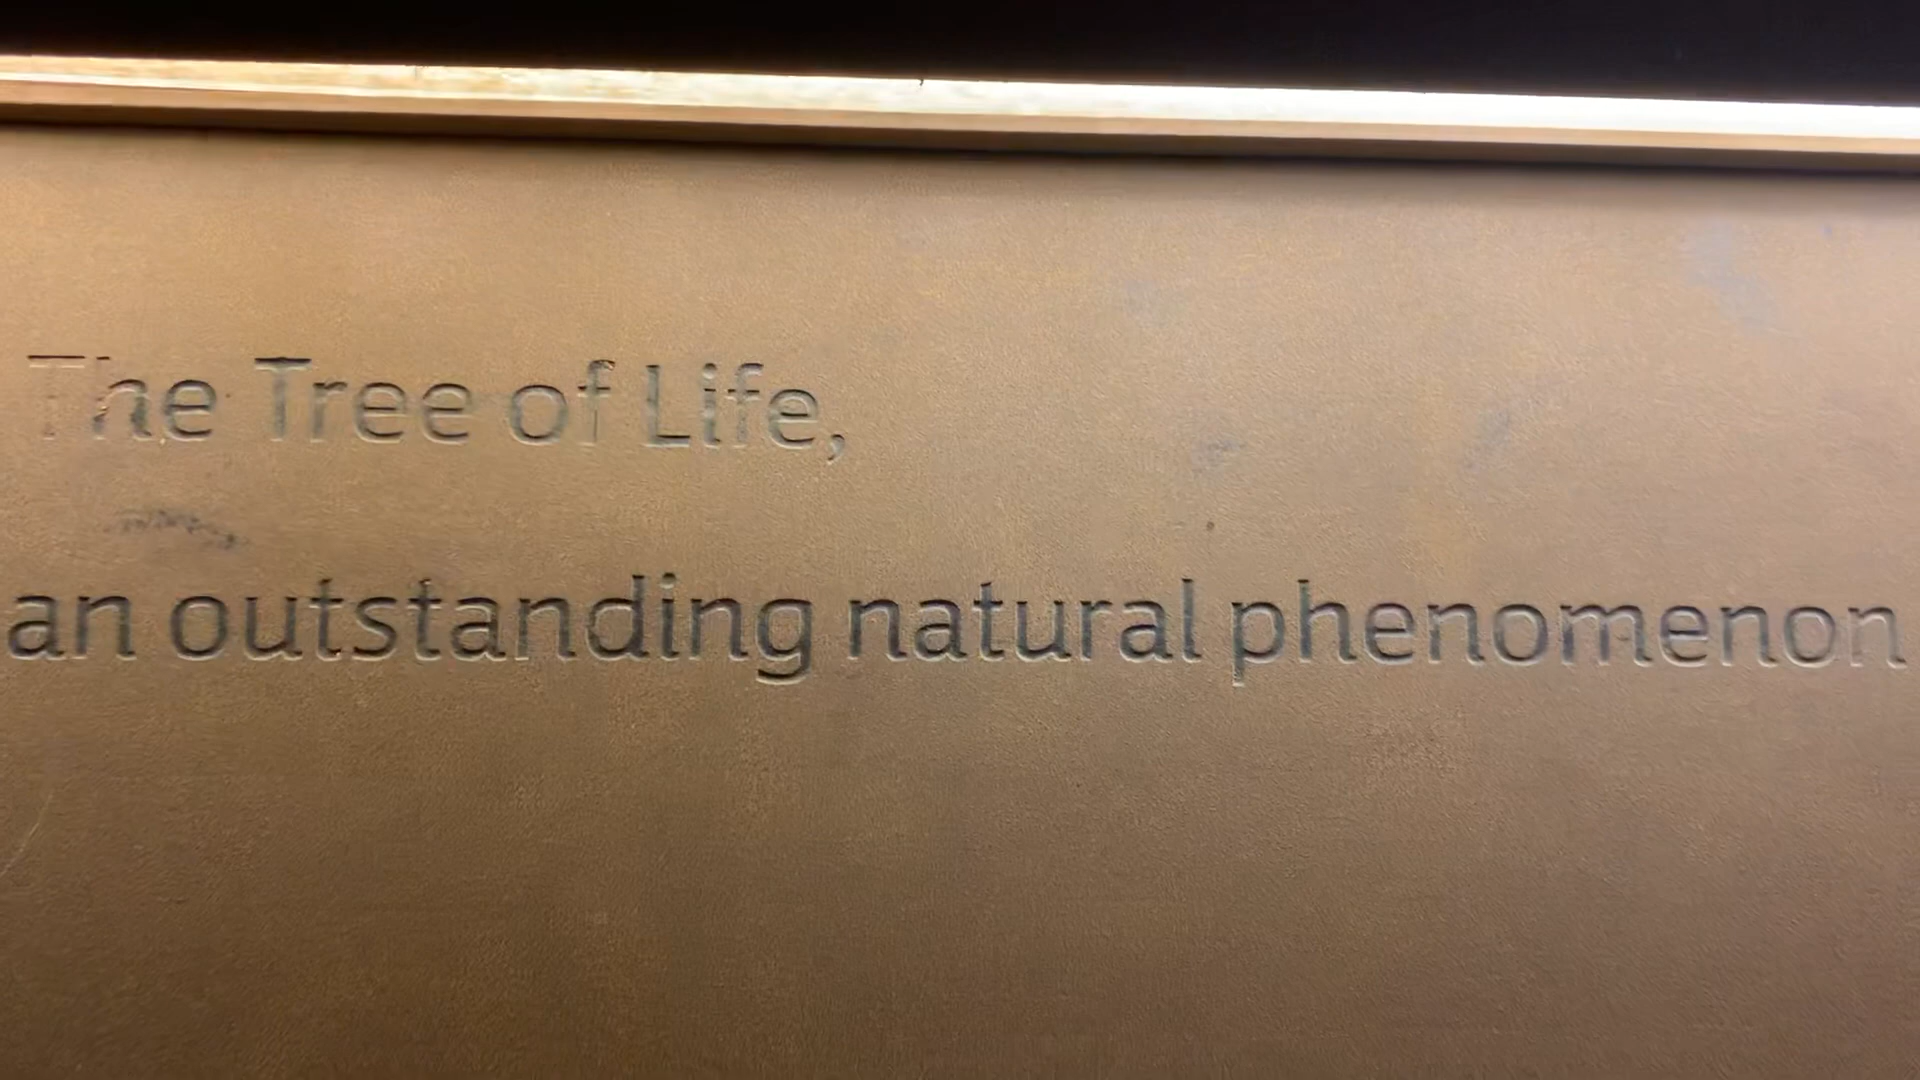 The Tree of Life,
an outstanding natural phenomenon